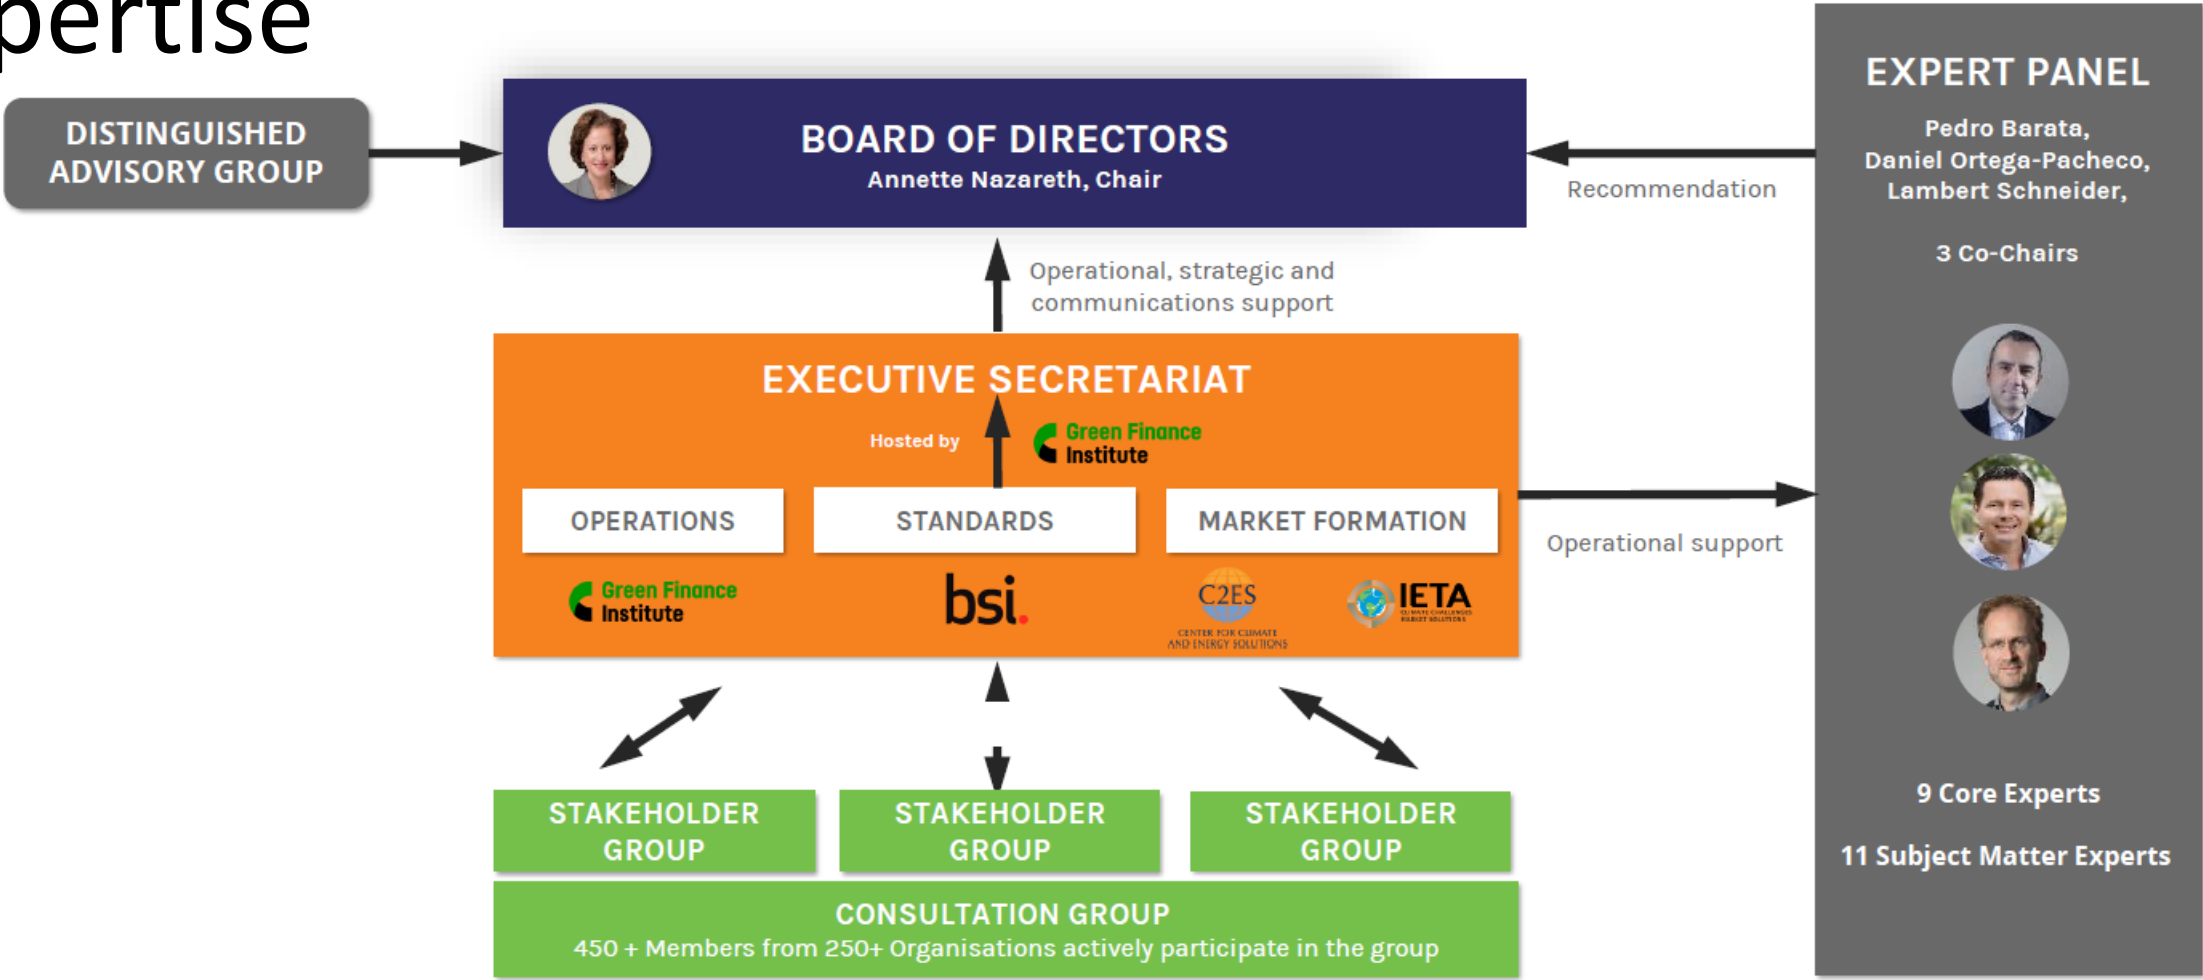 pertise
DISTINGUISHED
ADVISORY GROUP
BOARD OF DIRECTORS
Annette Nazareth, Chair
Recommendation
EXPERT PANEL
Pedro Barata,
Daniel Ortega-Pacheco,
Lambert Schneider,
3 Co-Chairs
Operational, strategic and
communications support
EXECUTIVE SECRETARIAT
Hosted by
Green Finance
Institute
OPERATIONS
STANDARDS
MARKET FORMATION
Operational support
Green Finance
Institute
bsi.
C2ES
CENTER FOR CLIMATE
AND ENERGY SOLUTIONS
IETA
CLIMATE CHALLENGES
MARKET SOLUTIONS
STAKEHOLDER
GROUP
STAKEHOLDER
GROUP
STAKEHOLDER
GROUP
CONSULTATION GROUP
450 + Members from 250+ Organisations actively participate in the group
9 Core Experts
11 Subject Matter Experts